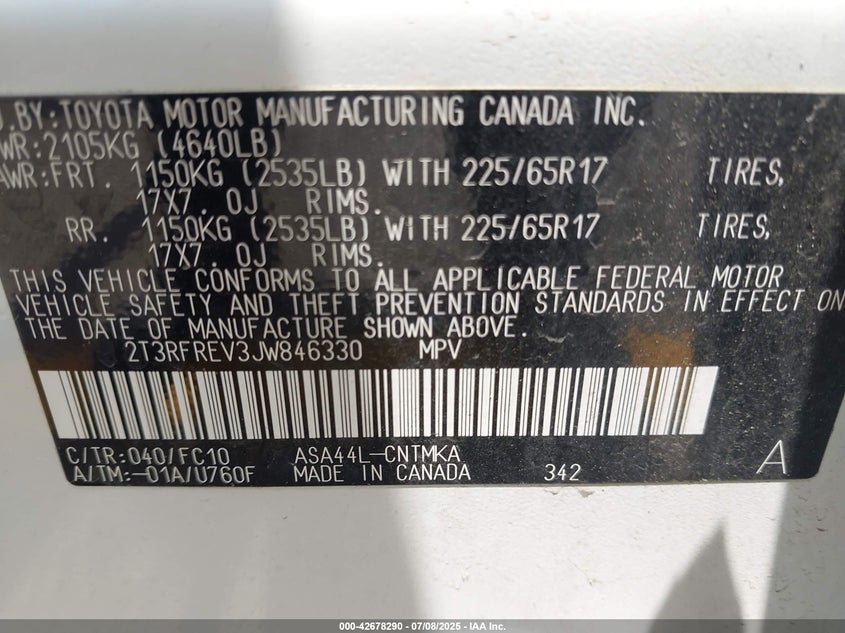 BY:TOYOTA MOTOR MANUFACTURING CANADA INC.
WR:2105KG (4640LB)
AWR:FRT. 1150KG (2535LB) WITH 225/65R17 TIRES,
17X7.0J RIMS.
RR. 1150KG (2535LB) WITH 225/65R17 TIRES,
17X7.0J RIMS.
THIS VEHICLE CONFORMS TO ALL APPLICABLE FEDERAL MOTOR
VEHICLE SAFETY AND THEFT PREVENTION STANDARDS IN EFFECT ON
THE DATE OF MANUFACTURE SHOWN ABOVE.
2T3RFREV3JW846330 MPV
C/TR:040/FC10 ASA44L-CNTMKA
A/TM:-01A/U760F MADE IN CANADA 342 A
000-42678290 - 07/08/2025 - IAA Inc.